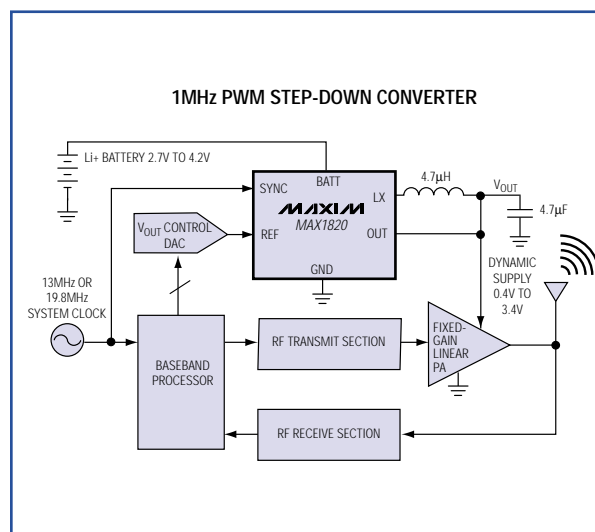 1MHz PWM STEP-DOWN CONVERTER
Li+ BATTERY 2.7V TO 4.2V
BATT
SYNC
LX
4.7µH
VOUT
MAXIM
MAX1820
4.7µF
VOUT CONTROL
DAC
REF
OUT
GND
DYNAMIC
SUPPLY
0.4V TO
3.4V
13MHz OR
19.8MHz
SYSTEM CLOCK
BASEBAND
PROCESSOR
RF TRANSMIT SECTION
FIXED-
GAIN
LINEAR
PA
RF RECEIVE SECTION